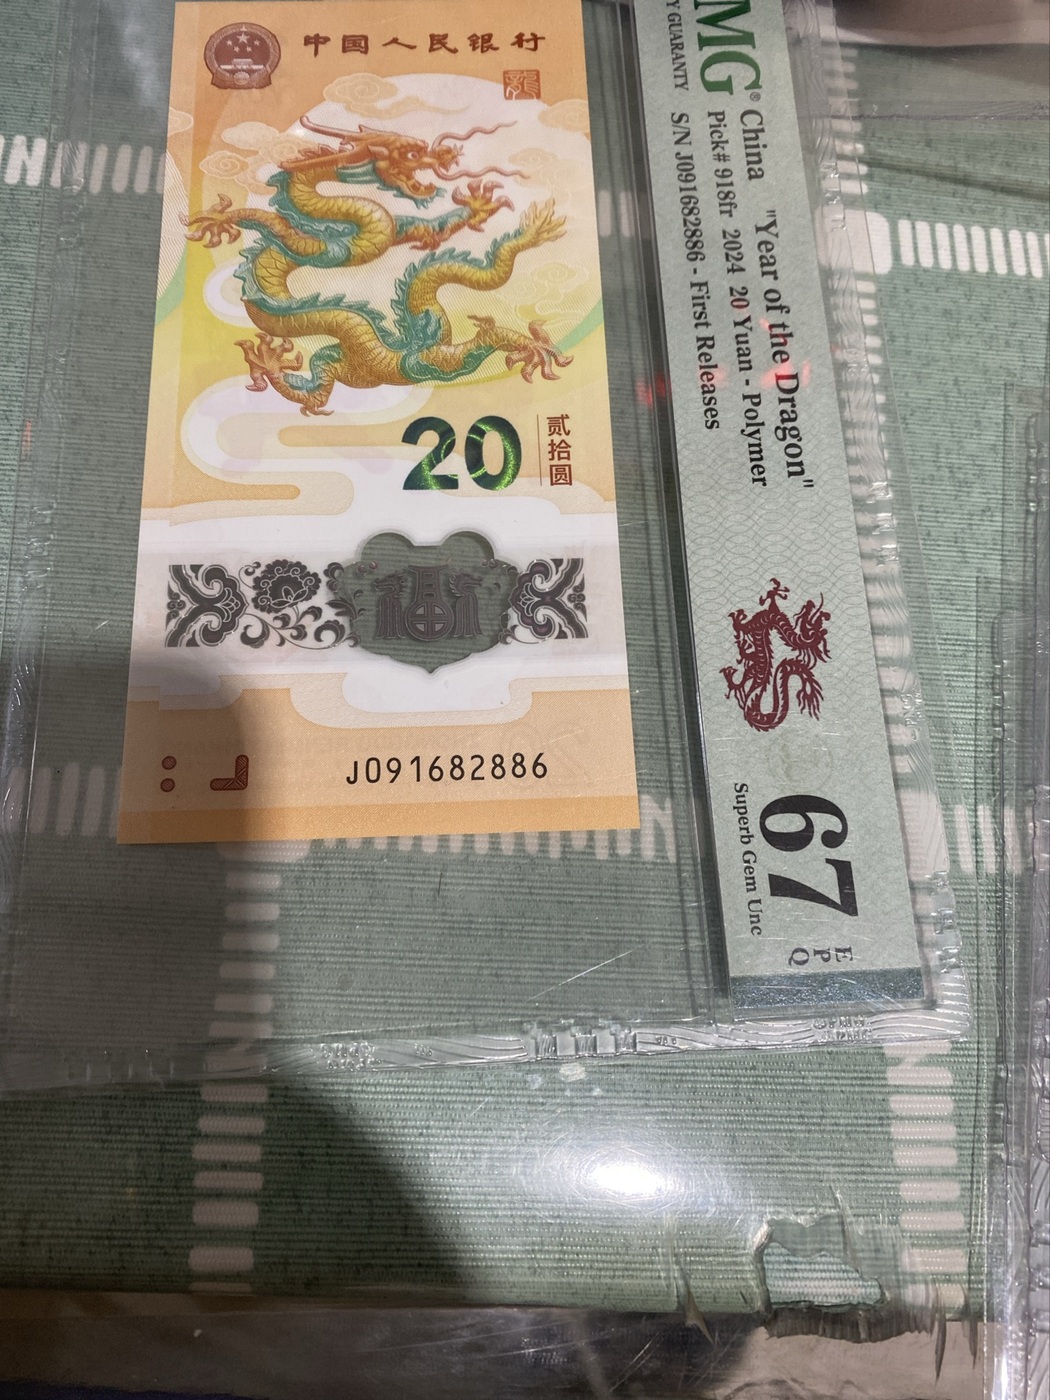 中国人民银行
龍
20
贰拾圆
福
J091682886
MG®
Y GUARANTY
China "Year of the Dragon"
Pick# 918fr 2024 20 Yuan - Polymer
S/N J091682886 - First Releases
67
EPQ
Superb Gem Unc